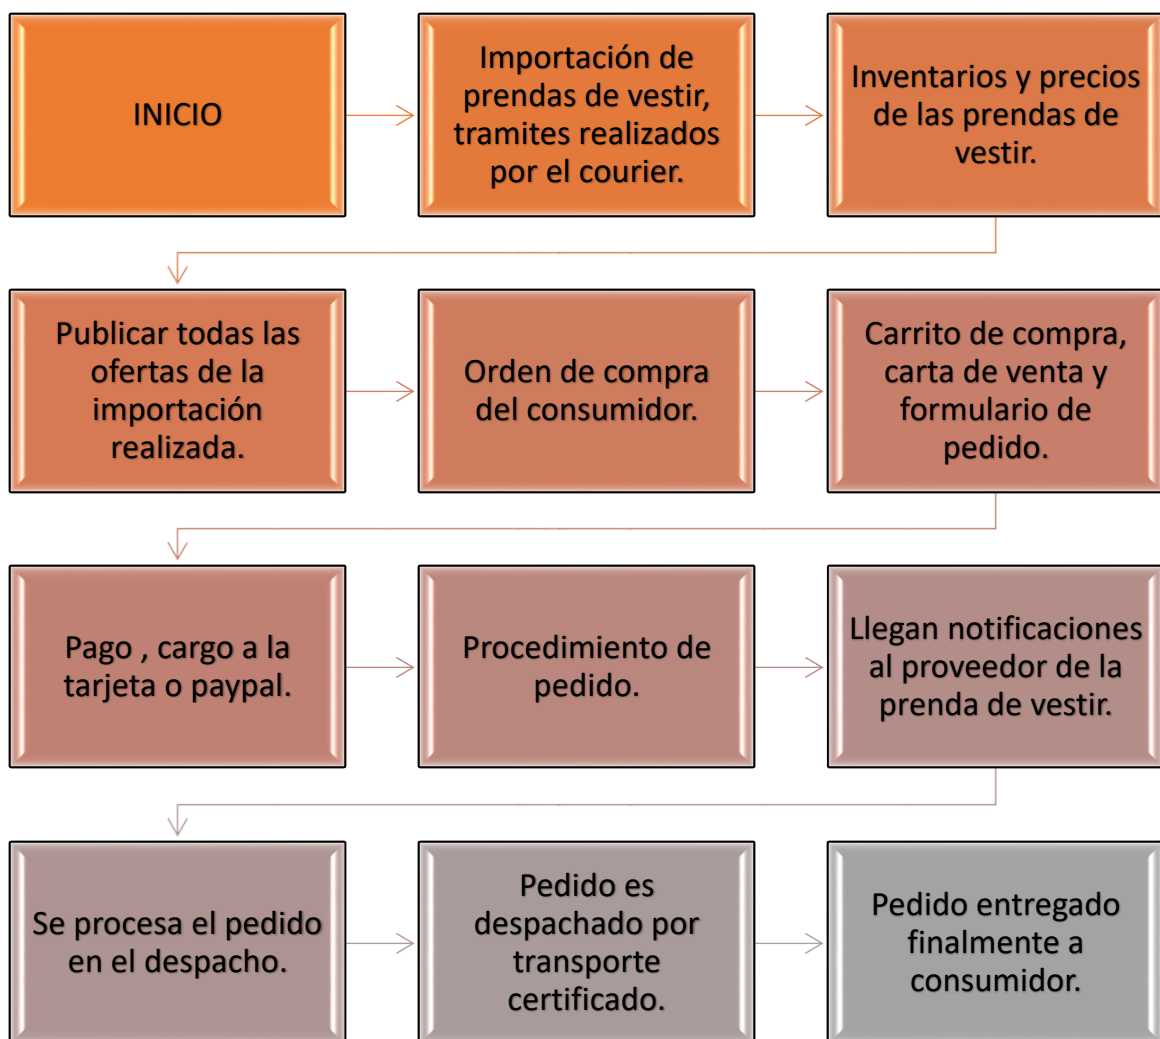 INICIO
Importación de
prendas de vestir,
tramites realizados
por el courier.
Inventarios y precios
de las prendas de
vestir.
Publicar todas las
ofertas de la
importación
realizada.
Orden de compra
del consumidor.
Carrito de compra,
carta de venta y
formulario de
pedido.
Pago , cargo a la
tarjeta o paypal.
Procedimiento de
pedido.
Llegan notificaciones
al proveedor de la
prenda de vestir.
Se procesa el pedido
en el despacho.
Pedido es
despachado por
transporte
certificado.
Pedido entregado
finalmente a
consumidor.